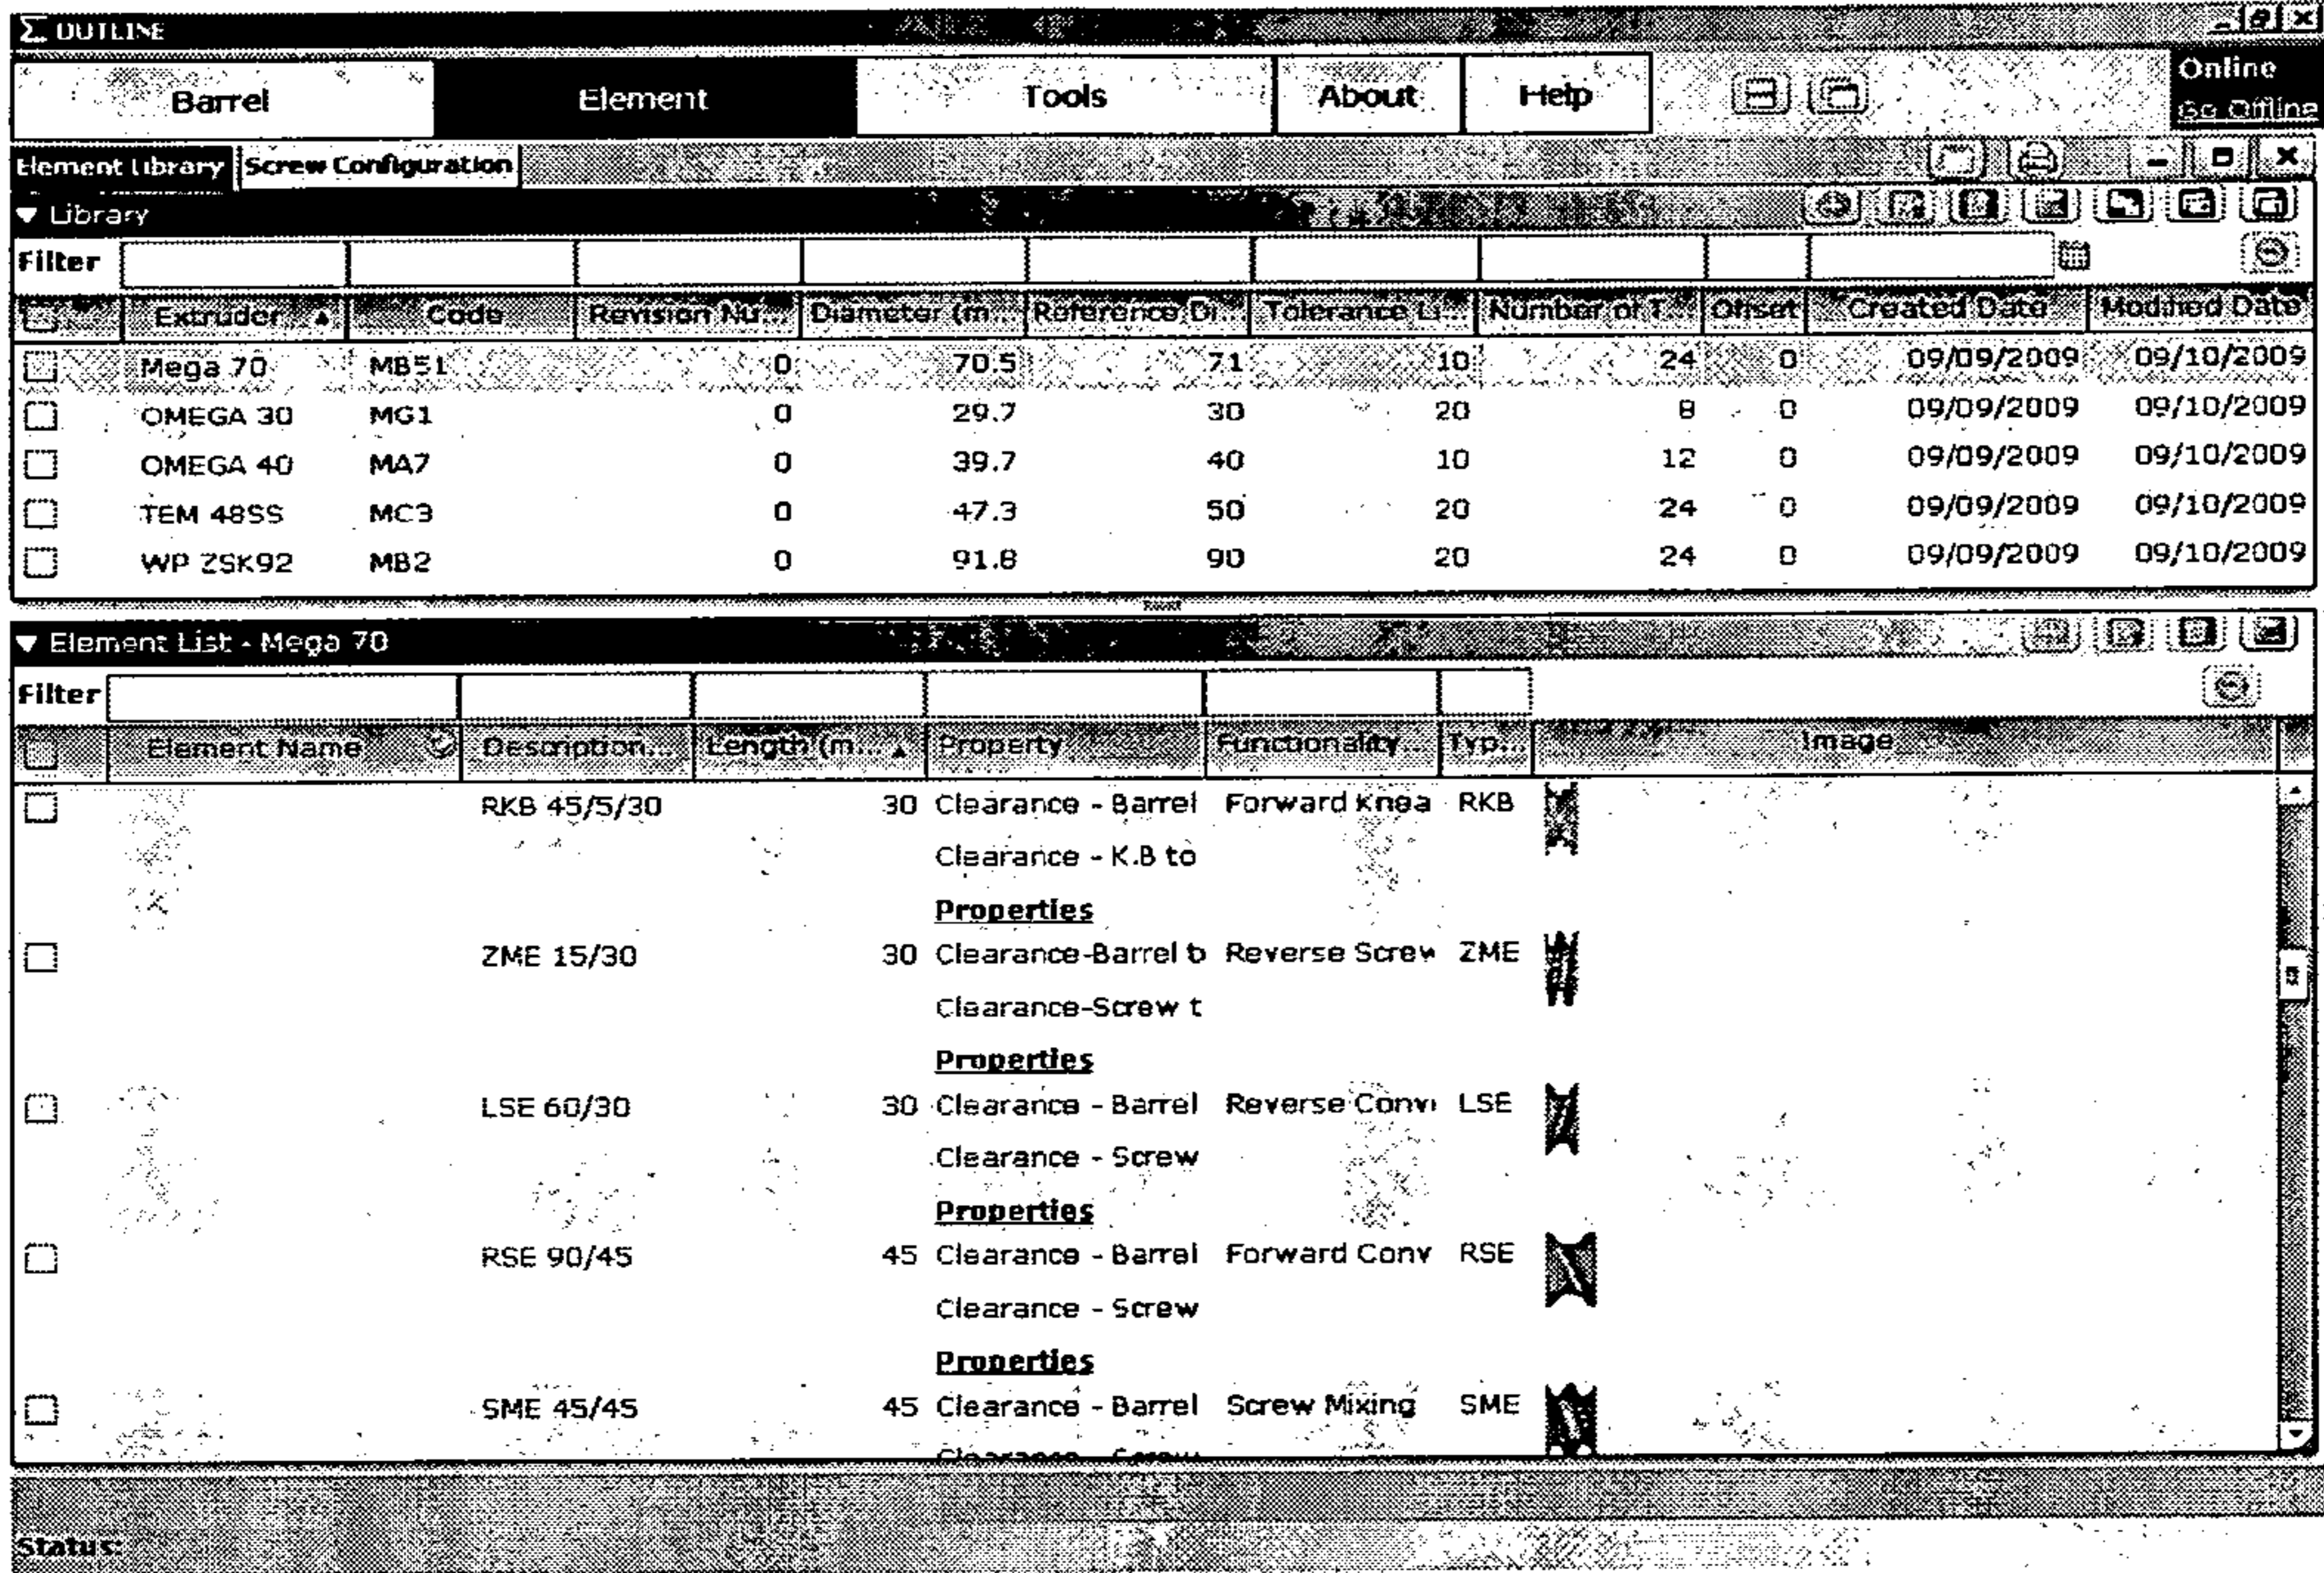 Σ OUTLINE
Barrel Element Tools About Help Online
Go Offline
Element Library Screw Configuration
▼ Library
Filter
Extruder ▲ Code Revision Nu... Diameter (m... Reference Di... Tolerance Li... Number of T... Offset Created Date Modified Date
Mega 70 MB51 0 70.5 71 10 24 0 09/09/2009 09/10/2009
OMEGA 30 MG1 0 29.7 30 20 8 0 09/09/2009 09/10/2009
OMEGA 40 MA7 0 39.7 40 10 12 0 09/09/2009 09/10/2009
TEM 48SS MC3 0 47.3 50 20 24 0 09/09/2009 09/10/2009
WP ZSK92 MB2 0 91.8 90 20 24 0 09/09/2009 09/10/2009
▼ Element List - Mega 70
Filter
Element Name Description... Length (m... ▲ Property Functionality... Typ... Image
RKB 45/5/30 30 Clearance - Barrel Forward Knea RKB
Clearance - K.B to
Properties
ZME 15/30 30 Clearance-Barrel b Reverse Screw ZME
Clearance-Screw t
Properties
LSE 60/30 30 Clearance - Barrel Reverse Conv LSE
Clearance - Screw
Properties
RSE 90/45 45 Clearance - Barrel Forward Conv RSE
Clearance - Screw
Properties
SME 45/45 45 Clearance - Barrel Screw Mixing SME
Clearance - Screw
Status: